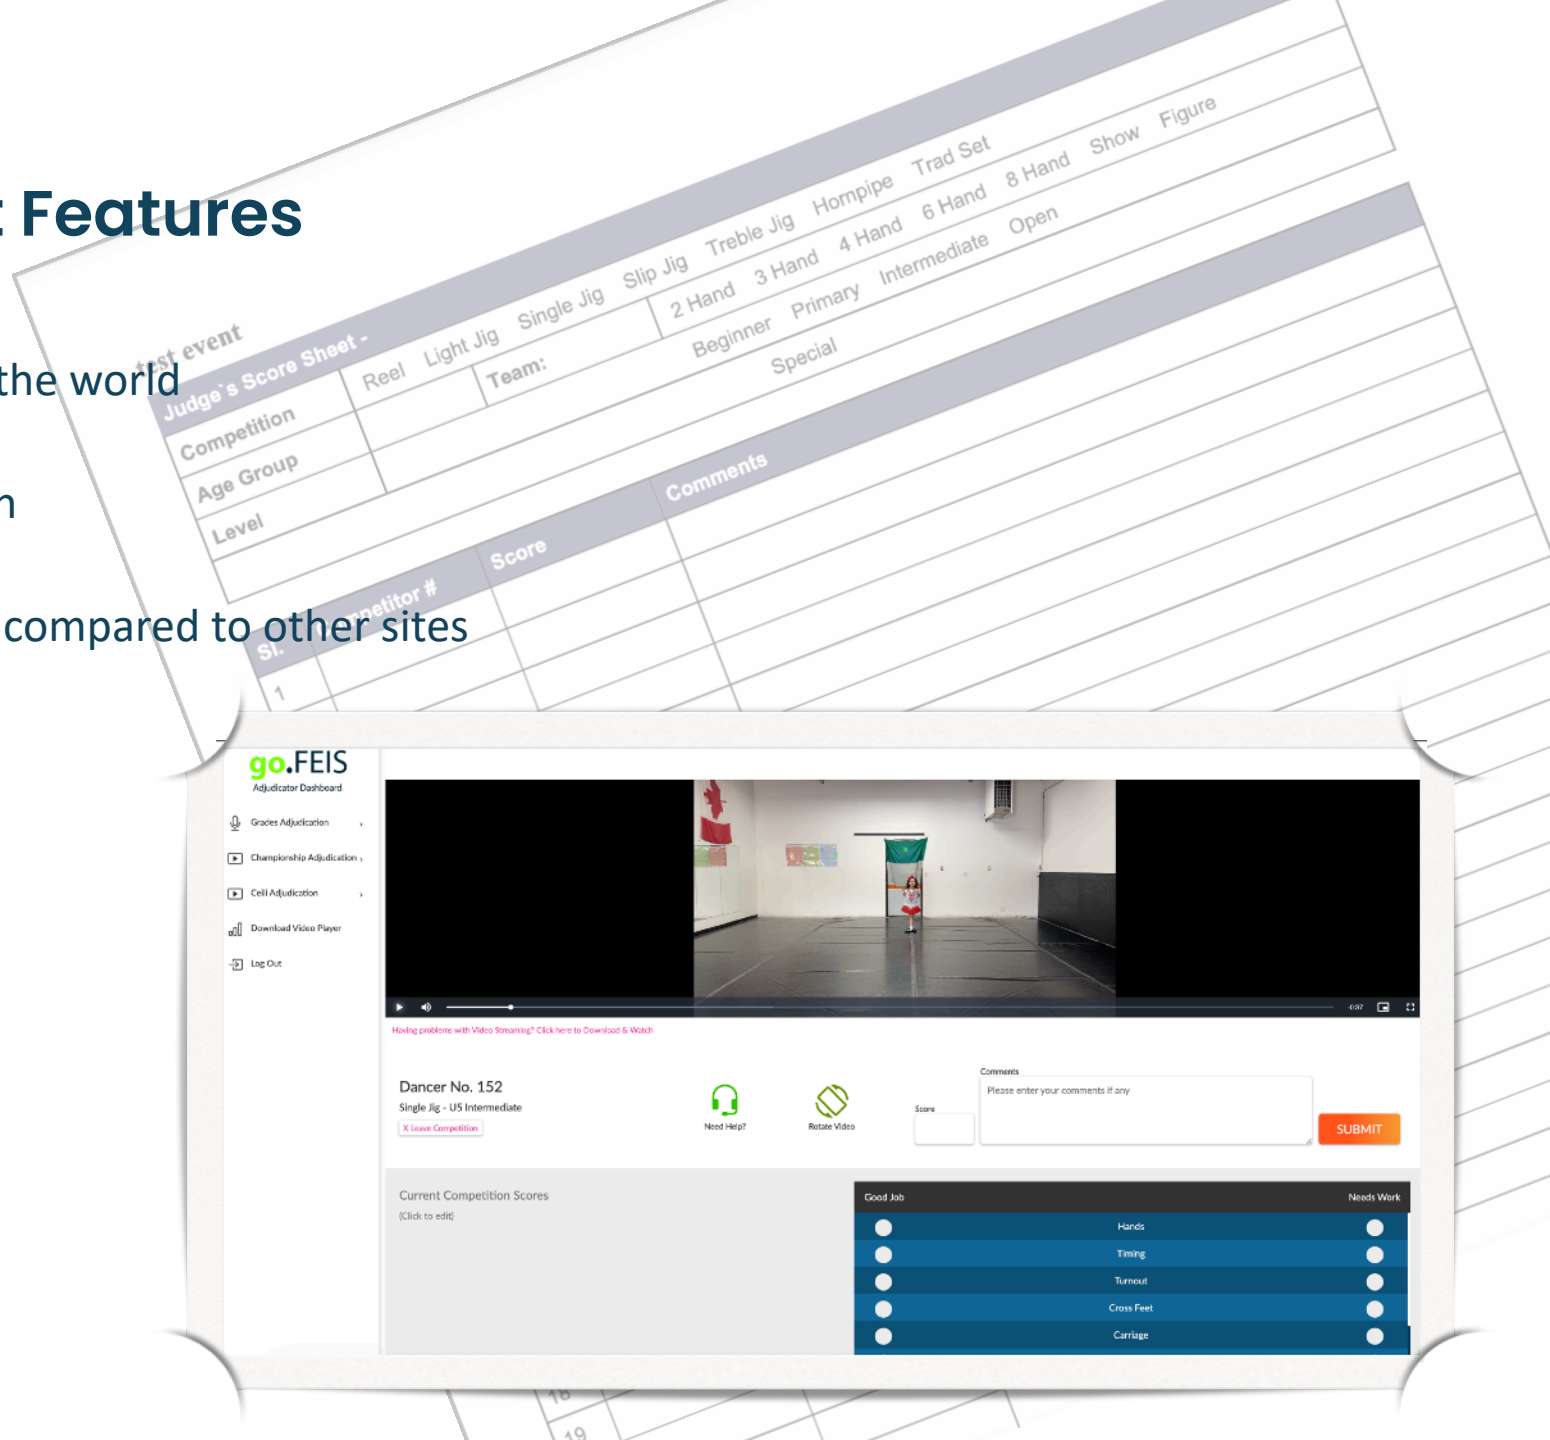 t Features
the world
n
compared to other sites
test event
Judge`s Score Sheet -
Competition
Reel Light Jig Single Jig Slip Jig Treble Jig Hornpipe Trad Set
Age Group
Team:
2 Hand 3 Hand 4 Hand 6 Hand 8 Hand Show Figure
Level
Beginner Primary Intermediate Open
Special
Sl.
Competitor #
Score
Comments
1
go.FEIS
Adjudicator Dashboard
Grades Adjudication
Championship Adjudication
Ceili Adjudication
Download Video Player
Log Out
-0:37
Having problems with Video Streaming? Click here to Download & Watch
Dancer No. 152
Single Jig - U5 Intermediate
X Leave Competition
Need Help?
Rotate Video
Score
Comments
Please enter your comments if any
SUBMIT
Current Competition Scores
(Click to edit)
Good Job
Needs Work
Hands
Timing
Turnout
Cross Feet
Carriage
18
19